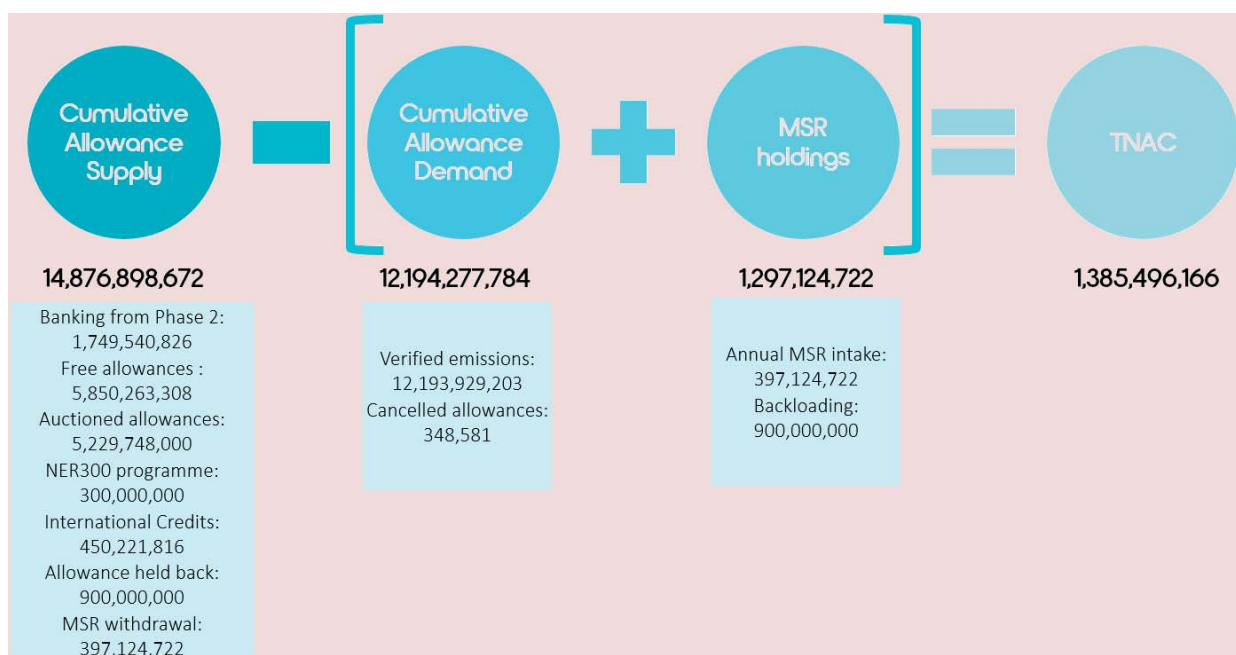 Cumulative
Allowance
Supply
Cumulative
Allowance
Demand
MSR
holdings
TNAC
14,876,898,672
12,194,277,784
1,297,124,722
1,385,496,166
Banking from Phase 2:
1,749,540,826
Free allowances :
5,850,263,308
Auctioned allowances:
5,229,748,000
NER300 programme:
300,000,000
International Credits:
450,221,816
Allowance held back:
900,000,000
MSR withdrawal:
397,124,722
Verified emissions:
12,193,929,203
Cancelled allowances:
348,581
Annual MSR intake:
397,124,722
Backloading:
900,000,000